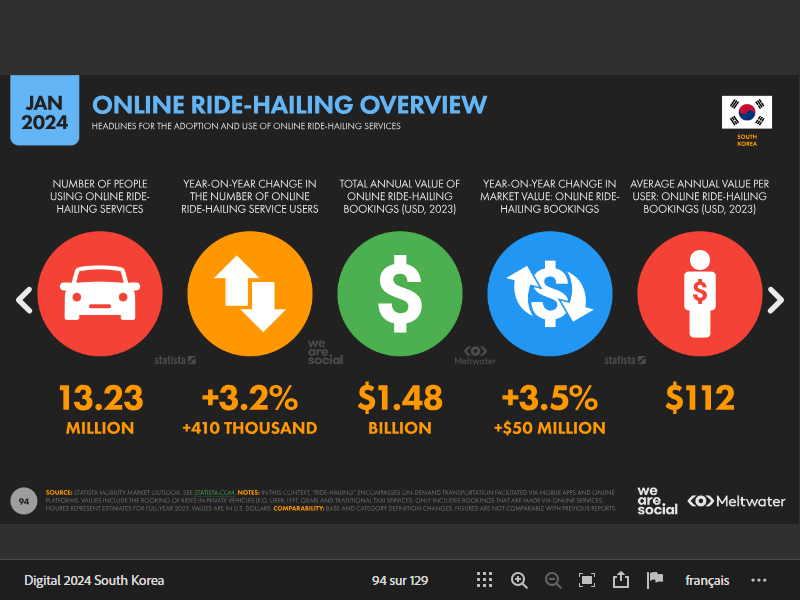 JAN
2024
ONLINE RIDE-HAILING OVERVIEW
HEADLINES FOR THE ADOPTION AND USE OF ONLINE RIDE-HAILING SERVICES
SOUTH
KOREA
NUMBER OF PEOPLE
USING ONLINE RIDE-
HAILING SERVICES
YEAR-ON-YEAR CHANGE IN
THE NUMBER OF ONLINE
RIDE-HAILING SERVICE USERS
TOTAL ANNUAL VALUE OF
ONLINE RIDE-HAILING
BOOKINGS (USD, 2023)
YEAR-ON-YEAR CHANGE IN
MARKET VALUE: ONLINE RIDE-
HAILING BOOKINGS
AVERAGE ANNUAL VALUE PER
USER: ONLINE RIDE-HAILING
BOOKINGS (USD, 2023)
$
$
$
statista
we
are
social
Meltwater
statista
13.23
MILLION
+3.2%
+410 THOUSAND
$1.48
BILLION
+3.5%
+$50 MILLION
$112
94
SOURCE: STATISTA MOBILITY MARKET OUTLOOK. SEE STATISTA.COM. NOTES: IN THIS CONTEXT, "RIDE-HAILING" ENCOMPASSES ON-DEMAND TRANSPORTATION FACILITATED VIA MOBILE APPS AND ONLINE
PLATFORMS. VALUES INCLUDE THE BOOKING OF RIDES IN PRIVATE VEHICLES (E.G. UBER, LYFT, GRAB) AND TRADITIONAL TAXI SERVICES. ONLY INCLUDES BOOKINGS THAT ARE MADE VIA ONLINE SERVICES.
FIGURES REPRESENT ESTIMATES FOR FULL-YEAR 2023. VALUES ARE IN U.S. DOLLARS. COMPARABILITY: BASE AND CATEGORY DEFINITION CHANGES. FIGURES ARE NOT COMPARABLE WITH PREVIOUS REPORTS.
we
are
social
Meltwater
Digital 2024 South Korea
94 sur 129
français